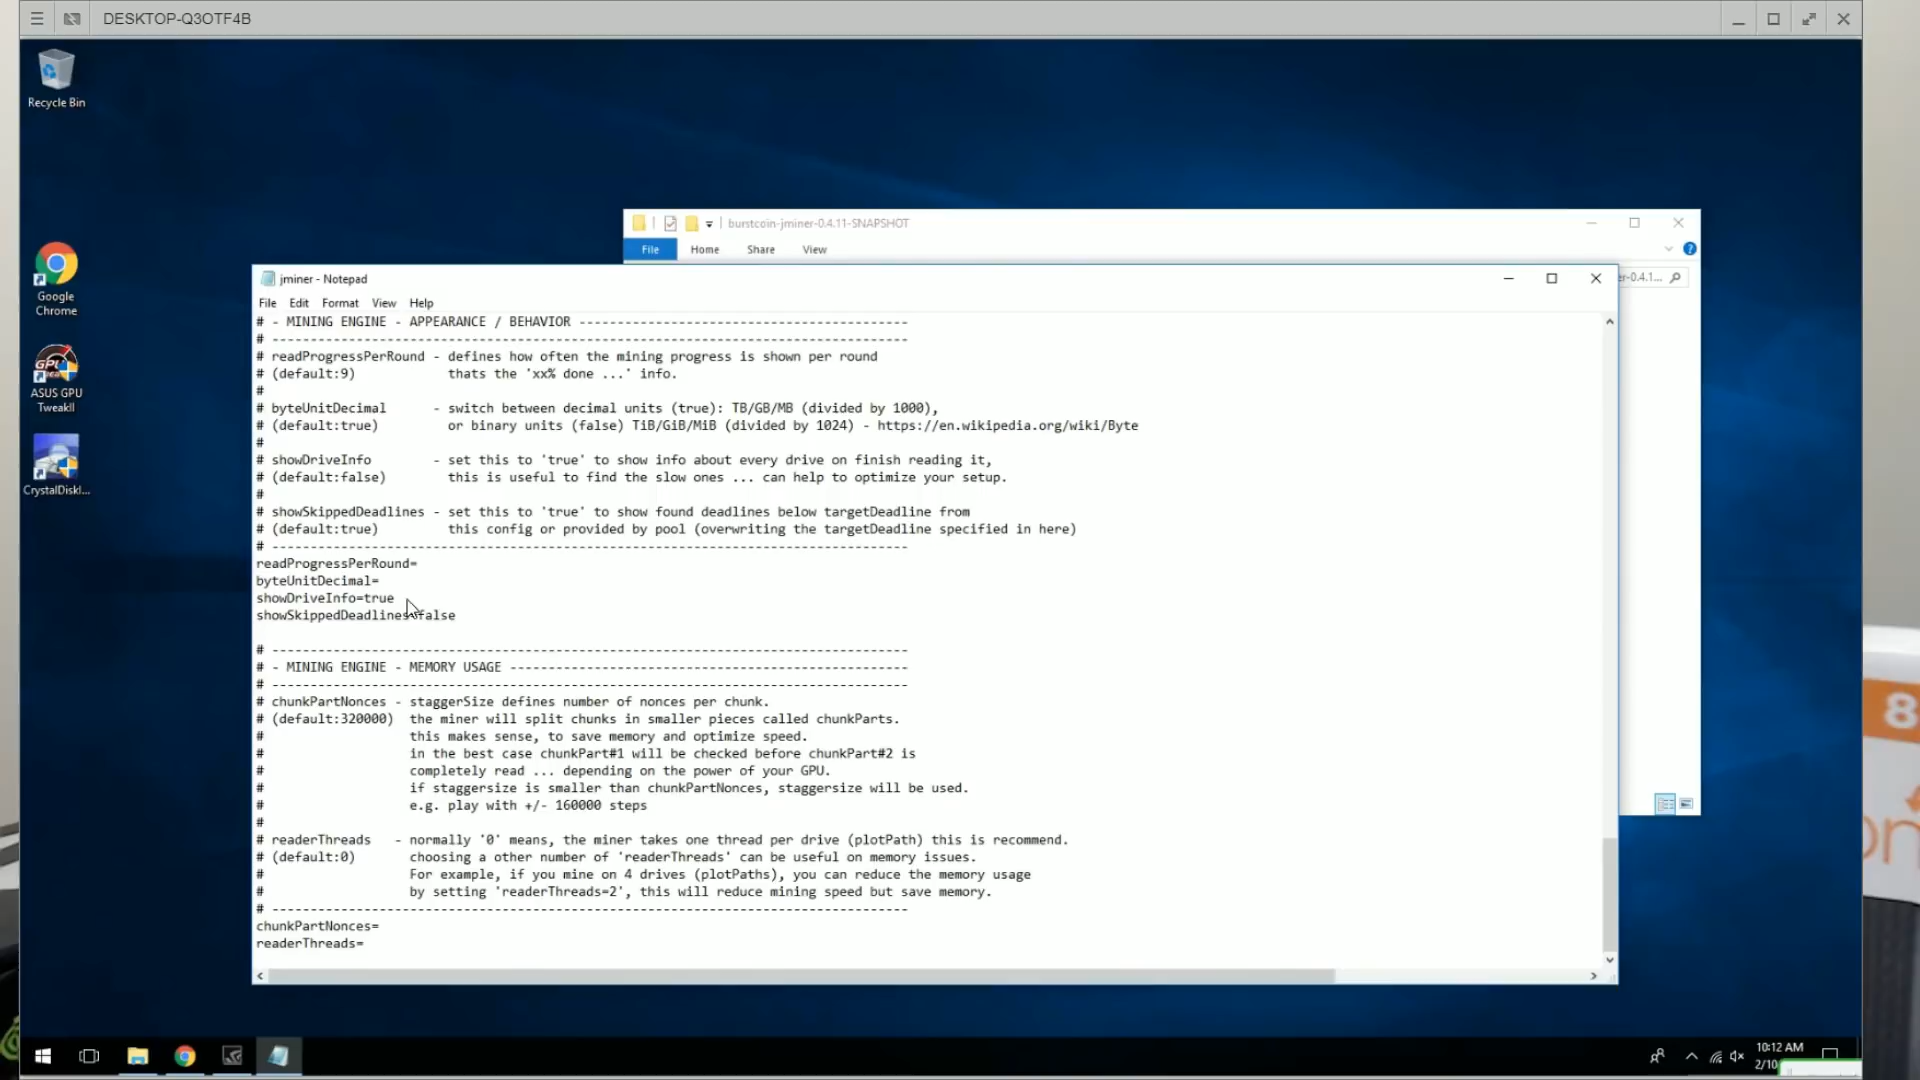 DESKTOP-Q3OTF4B
Recycle Bin
Google
Chrome
ASUS GPU
TweakII
CrystalDiskI...
burstcoin-jminer-0.4.11-SNAPSHOT
File Home Share View
er-0.4.1...
jminer - Notepad
File Edit Format View Help
# - MINING ENGINE - APPEARANCE / BEHAVIOR -------------------------------------------
# -----------------------------------------------------------------------------------
# readProgressPerRound - defines how often the mining progress is shown per round
# (default:9) thats the 'xx% done ...' info.
#
# byteUnitDecimal - switch between decimal units (true): TB/GB/MB (divided by 1000),
# (default:true) or binary units (false) TiB/GiB/MiB (divided by 1024) - https://en.wikipedia.org/wiki/Byte
#
# showDriveInfo - set this to 'true' to show info about every drive on finish reading it,
# (default:false) this is useful to find the slow ones ... can help to optimize your setup.
#
# showSkippedDeadlines - set this to 'true' to show found deadlines below targetDeadline from
# (default:true) this config or provided by pool (overwriting the targetDeadline specified in here)
# -----------------------------------------------------------------------------------
readProgressPerRound=
byteUnitDecimal=
showDriveInfo=true
showSkippedDeadlines=false
# -----------------------------------------------------------------------------------
# - MINING ENGINE - MEMORY USAGE ----------------------------------------------------
# -----------------------------------------------------------------------------------
# chunkPartNonces - staggerSize defines number of nonces per chunk.
# (default:320000) the miner will split chunks in smaller pieces called chunkParts.
# this makes sense, to save memory and optimize speed.
# in the best case chunkPart#1 will be checked before chunkPart#2 is
# completely read ... depending on the power of your GPU.
# if staggersize is smaller than chunkPartNonces, staggersize will be used.
# e.g. play with +/- 160000 steps
#
# readerThreads - normally '0' means, the miner takes one thread per drive (plotPath) this is recommend.
# (default:0) choosing a other number of 'readerThreads' can be useful on memory issues.
# For example, if you mine on 4 drives (plotPaths), you can reduce the memory usage
# by setting 'readerThreads=2', this will reduce mining speed but save memory.
# -----------------------------------------------------------------------------------
chunkPartNonces=
readerThreads=
10:12 AM
2/10
8
on